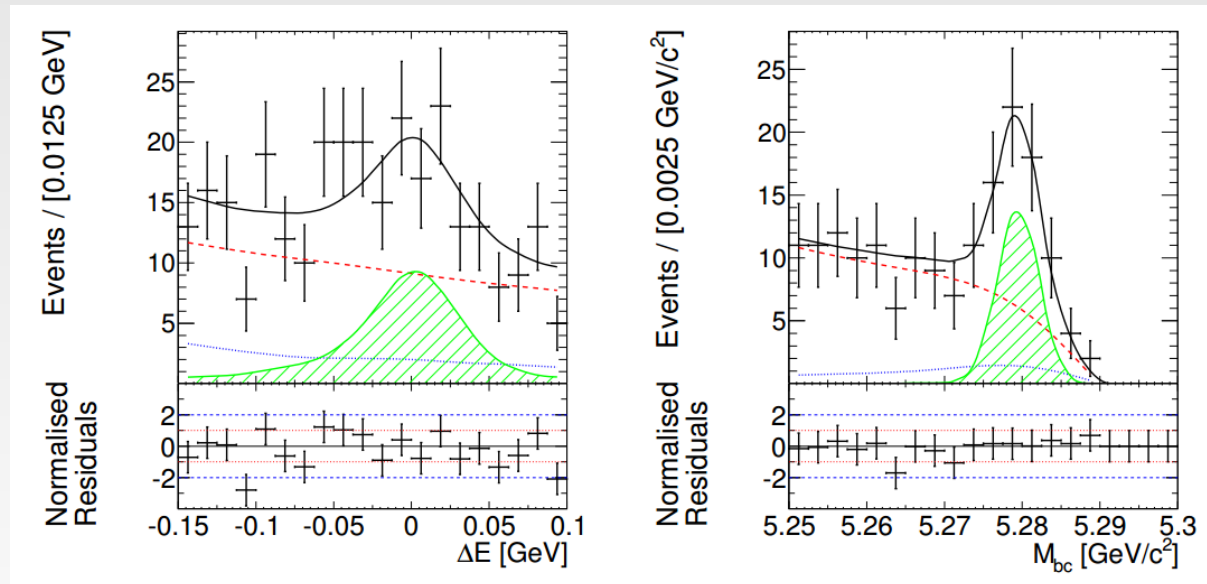 Events / [0.0125 GeV]
25
20
15
10
5
Normalised
Residuals
2
0
-2
-0.15 -0.1 -0.05 0 0.05 0.1
ΔE [GeV]
Events / [0.0025 GeV/c²]
25
20
15
10
5
Normalised
Residuals
2
0
-2
5.25 5.26 5.27 5.28 5.29 5.3
M_bc [GeV/c²]